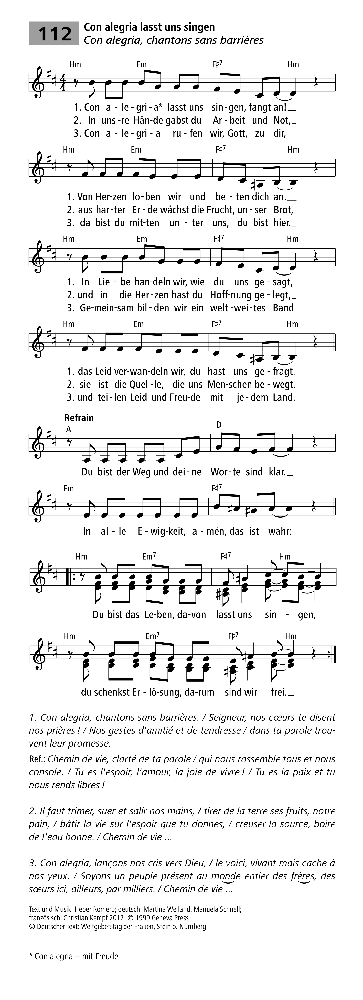 112 Con alegria lasst uns singen
Con alegria, chantons sans barrières
Hm Em F♯7 Hm
1. Con a - le - gri - a* lasst uns sin - gen, fangt an!
2. In uns - re Hän - de gabst du Ar - beit und Not,
3. Con a - le - gri - a ru - fen wir, Gott, zu dir,
Hm Em F♯7 Hm
1. Von Her - zen lo - ben wir und be - ten dich an.
2. aus har - ter Er - de wächst die Frucht, un - ser Brot,
3. da bist du mit - ten un - ter uns, du bist hier.
Hm Em F♯7 Hm
1. In Lie - be han - deln wir, wie du uns ge - sagt,
2. und in die Her - zen hast du Hoff - nung ge - legt,
3. Ge - mein - sam bil - den wir ein welt - wei - tes Band
Hm Em F♯7 Hm
1. das Leid ver - wan - deln wir, du hast uns ge - fragt.
2. sie ist die Quel - le, die uns Men - schen be - wegt.
3. und tei - len Leid und Freu - de mit je - dem Land.
Refrain
A D
Du bist der Weg und dei - ne Wor - te sind klar.
Em F♯7
In al - le E - wig - keit, a - mén, das ist wahr:
Hm Em7 F♯7 Hm
Du bist das Le - ben, da - von lasst uns sin - gen,
Hm Em7 F♯7 Hm
du schenkst Er - lö - sung, da - rum sind wir frei.
1. Con alegria, chantons sans barrières. / Seigneur, nos cœurs te disent
nos prières ! / Nos gestes d'amitié et de tendresse / dans ta parole trou-
vent leur promesse.
Ref.: Chemin de vie, clarté de ta parole / qui nous rassemble tous et nous
console. / Tu es l'espoir, l'amour, la joie de vivre ! / Tu es la paix et tu
nous rends libres !
2. Il faut trimer, suer et salir nos mains, / tirer de la terre ses fruits, notre
pain, / bâtir la vie sur l'espoir que tu donnes, / creuser la source, boire
de l'eau bonne. / Chemin de vie ...
3. Con alegria, lançons nos cris vers Dieu, / le voici, vivant mais caché à
nos yeux. / Soyons un peuple présent au monde entier des frères, des
sœurs ici, ailleurs, par milliers. / Chemin de vie ...
Text und Musik: Heber Romero; deutsch: Martina Weiland, Manuela Schnell;
französisch: Christian Kempf 2017. © 1999 Geneva Press.
© Deutscher Text: Weltgebetstag der Frauen, Stein b. Nürnberg
* Con alegria = mit Freude